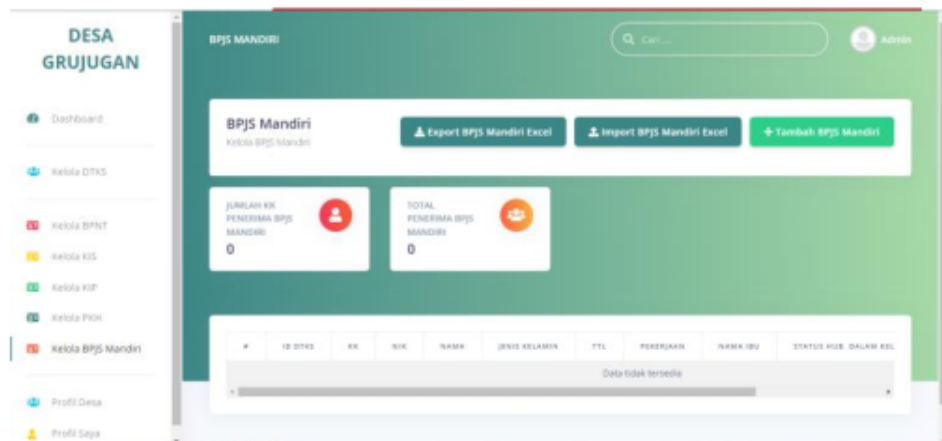 DESA
GRUJUGAN
Dashboard
Kelola DTKS
Kelola BPNT
Kelola KIS
Kelola KIP
Kelola PKH
Kelola BPJS Mandiri
Profil Desa
Profil Saya
BPJS MANDIRI
Cari ...
Admin
BPJS Mandiri
Kelola BPJS Mandiri
Export BPJS Mandiri Excel
Import BPJS Mandiri Excel
+ Tambah BPJS Mandiri
JUMLAH KK
PENERIMA BPJS
MANDIRI
0
TOTAL
PENERIMA BPJS
MANDIRI
0
# ID DTKS KK NIK NAMA JENIS KELAMIN TTL PEKERJAAN NAMA IBU STATUS HUB. DALAM KEL
Data tidak tersedia